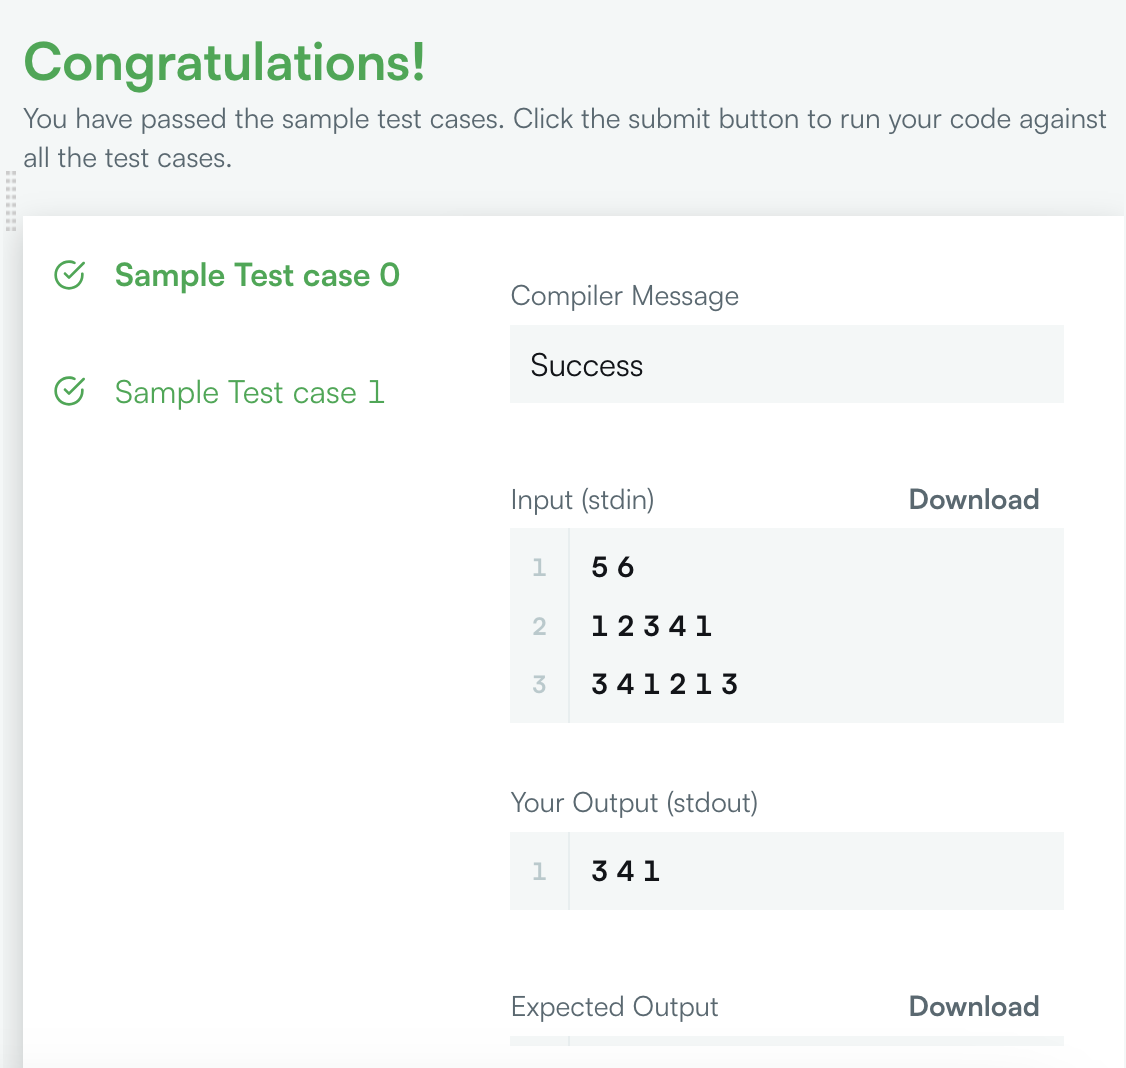 Congratulations!
You have passed the sample test cases. Click the submit button to run your code against
all the test cases.
Sample Test case 0
Sample Test case 1
Compiler Message
Success
Input (stdin)
Download
1 5 6
2 1 2 3 4 1
3 3 4 1 2 1 3
Your Output (stdout)
1 3 4 1
Expected Output
Download